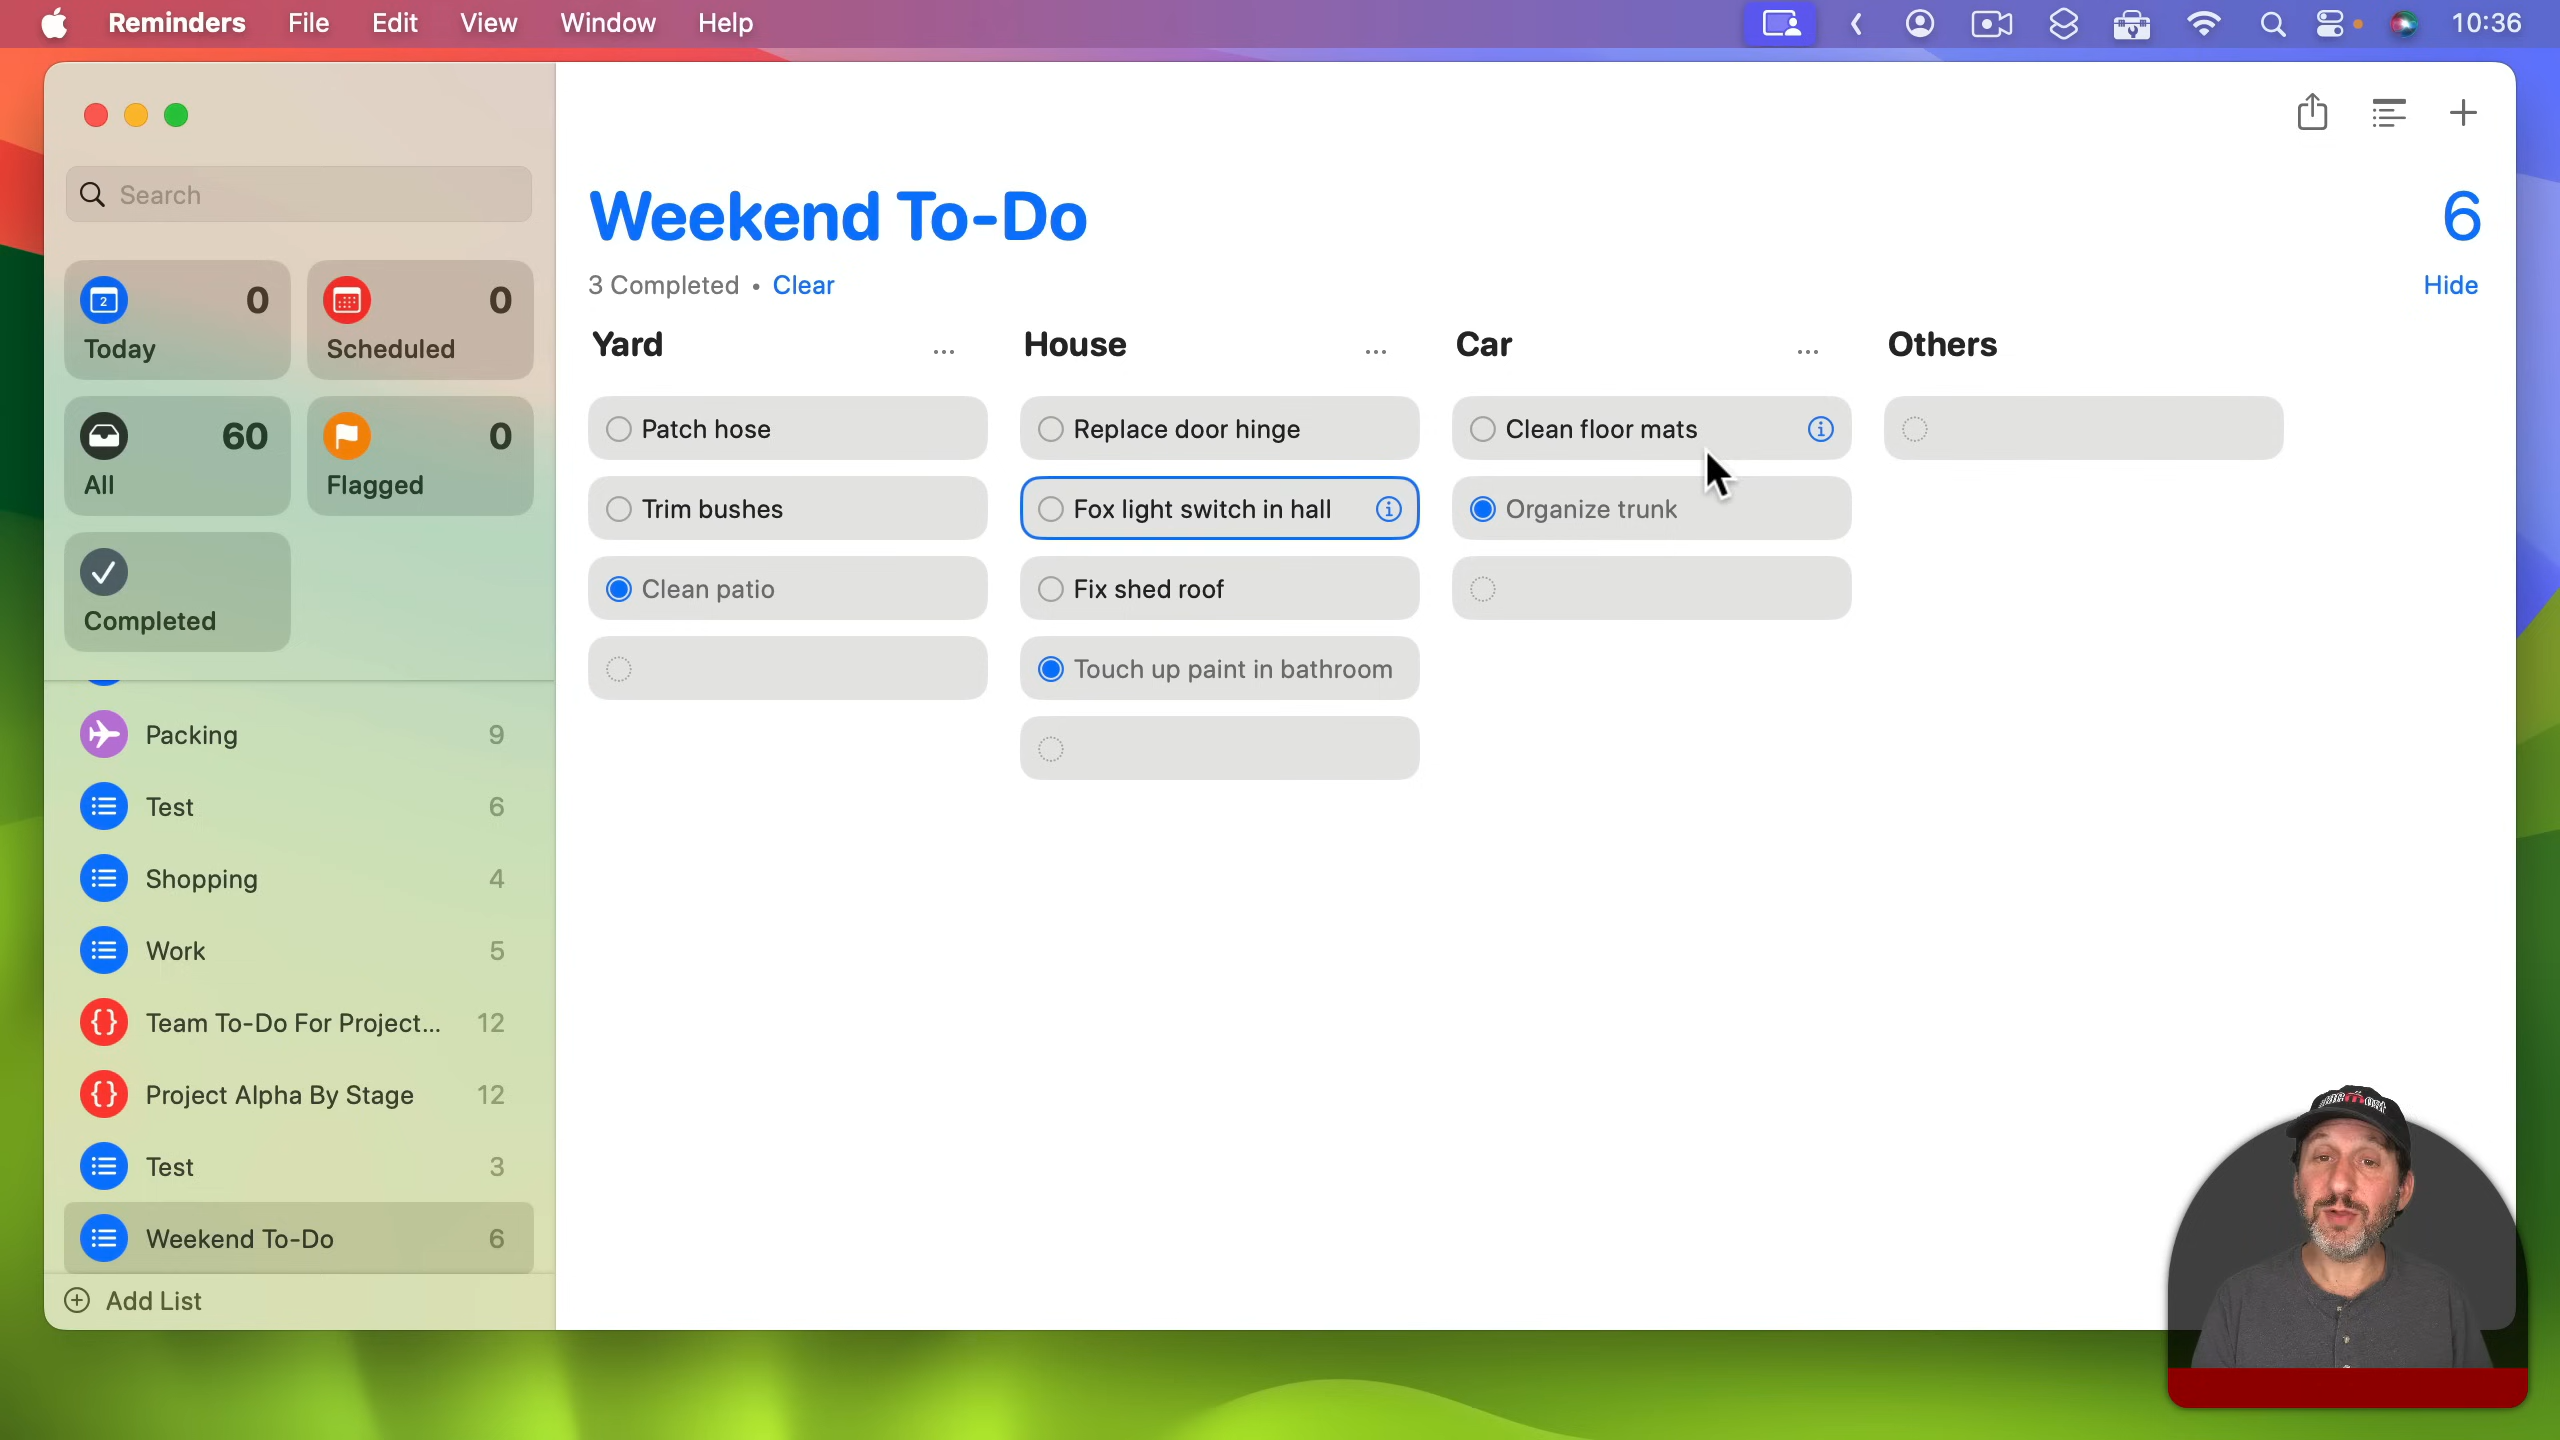 Reminders File Edit View Window Help 10:36
Search
2 0 0
Today Scheduled
60 0
All Flagged
Completed
Packing 9
Test 6
Shopping 4
Work 5
Team To-Do For Project... 12
Project Alpha By Stage 12
Test 3
Weekend To-Do 6
Add List
Weekend To-Do 6
3 Completed • Clear Hide
Yard ...
Patch hose
Trim bushes
Clean patio
House ...
Replace door hinge
Fox light switch in hall
Fix shed roof
Touch up paint in bathroom
Car ...
Clean floor mats
Organize trunk
Others